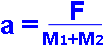 a = F
M1+M2